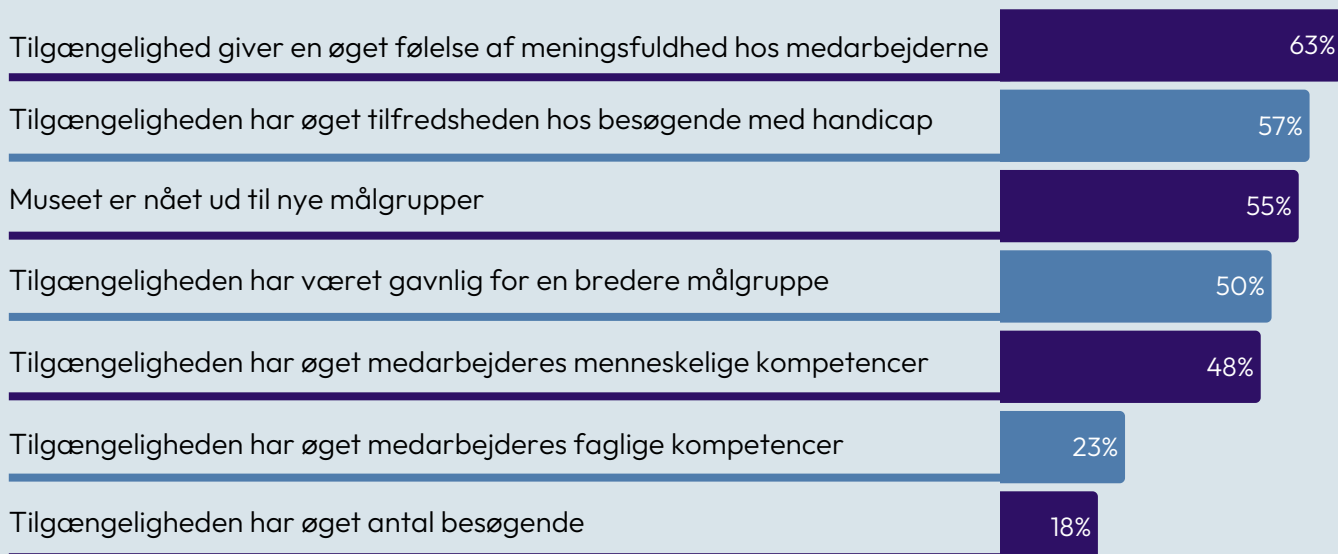 Tilgængelighed giver en øget følelse af meningsfuldhed hos medarbejderne 63%
Tilgængeligheden har øget tilfredsheden hos besøgende med handicap 57%
Museet er nået ud til nye målgrupper 55%
Tilgængeligheden har været gavnlig for en bredere målgruppe 50%
Tilgængeligheden har øget medarbejderes menneskelige kompetencer 48%
Tilgængeligheden har øget medarbejderes faglige kompetencer 23%
Tilgængeligheden har øget antal besøgende 18%